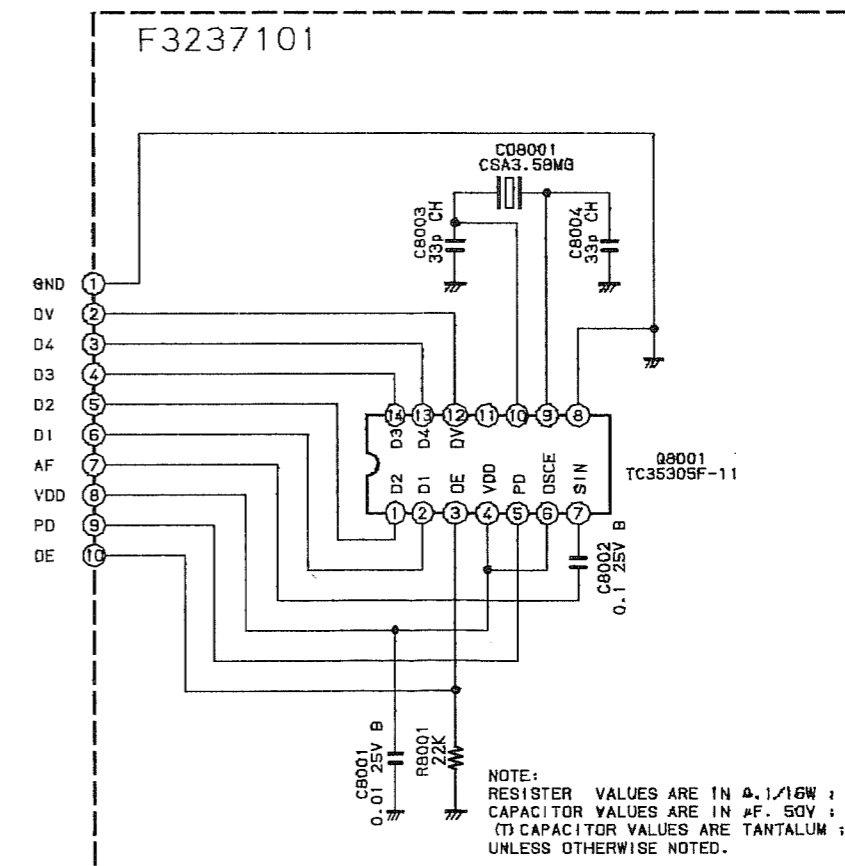 F3237101
CD8001
CSA3.58MG
C8003
33p CH
C8004
33p CH
GND 1
DV 2
D4 3
D3 4
D2 5
D1 6
AF 7
VDD 8
PD 9
OE 10
14 13 12 11 10 9 8
D3 D4 DV
D2 D1 OE VDD PD OSCE SIN
1 2 3 4 5 6 7
Q8001
TC35305F-11
C8002
0.1 25V B
C8001
0.01 25V B
R8001
22K
NOTE:
RESISTER VALUES ARE IN Ω, 1/16W ;
CAPACITOR VALUES ARE IN μF. 50V ;
(T) CAPACITOR VALUES ARE TANTALUM ;
UNLESS OTHERWISE NOTED.